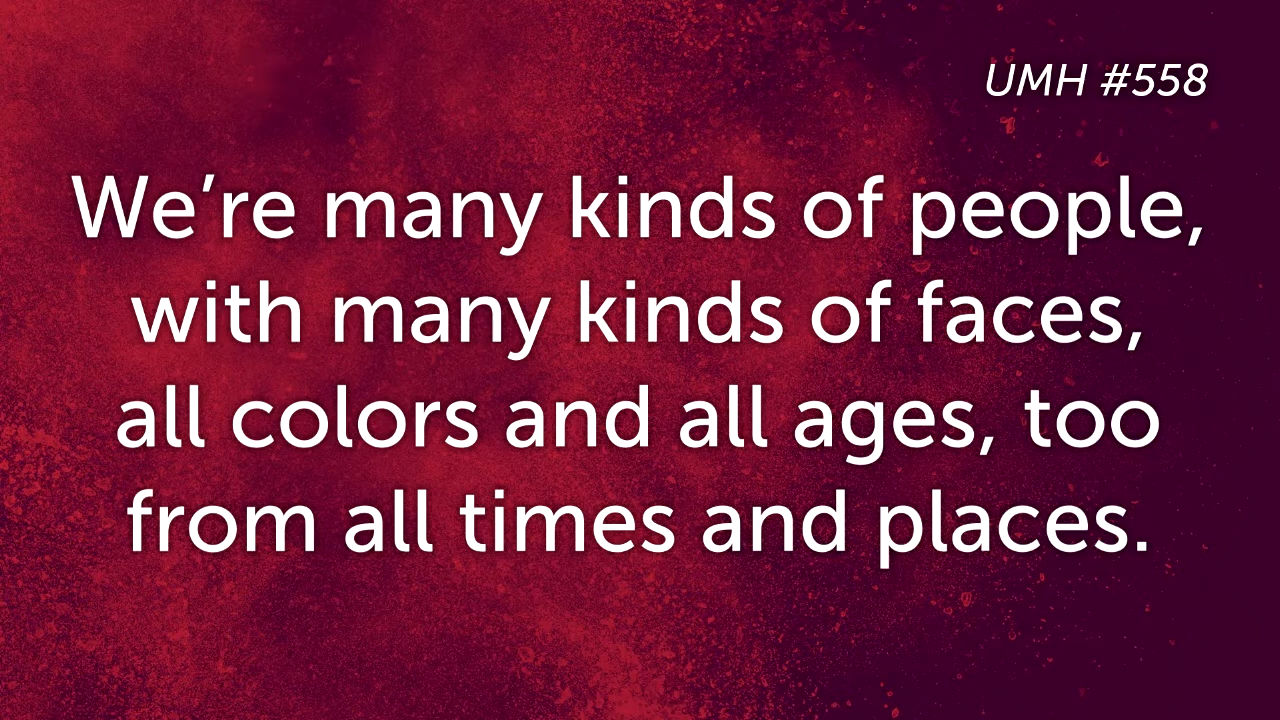 UMH #558
We’re many kinds of people,
with many kinds of faces,
all colors and all ages, too
from all times and places.